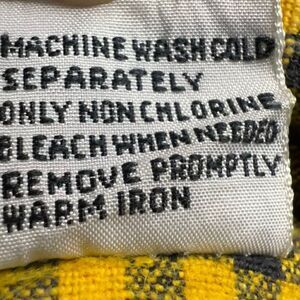 MACHINE WASH COLD
SEPARATELY
ONLY NONCHLORINE
BLEACH WHEN NEEDED
REMOVE PROMPTLY
WARM IRON